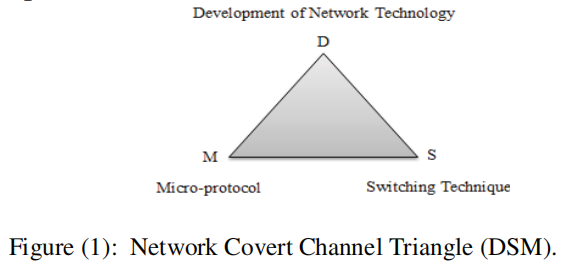 Development of Network Technology
D
M
S
Micro-protocol
Switching Technique
Figure (1): Network Covert Channel Triangle (DSM).